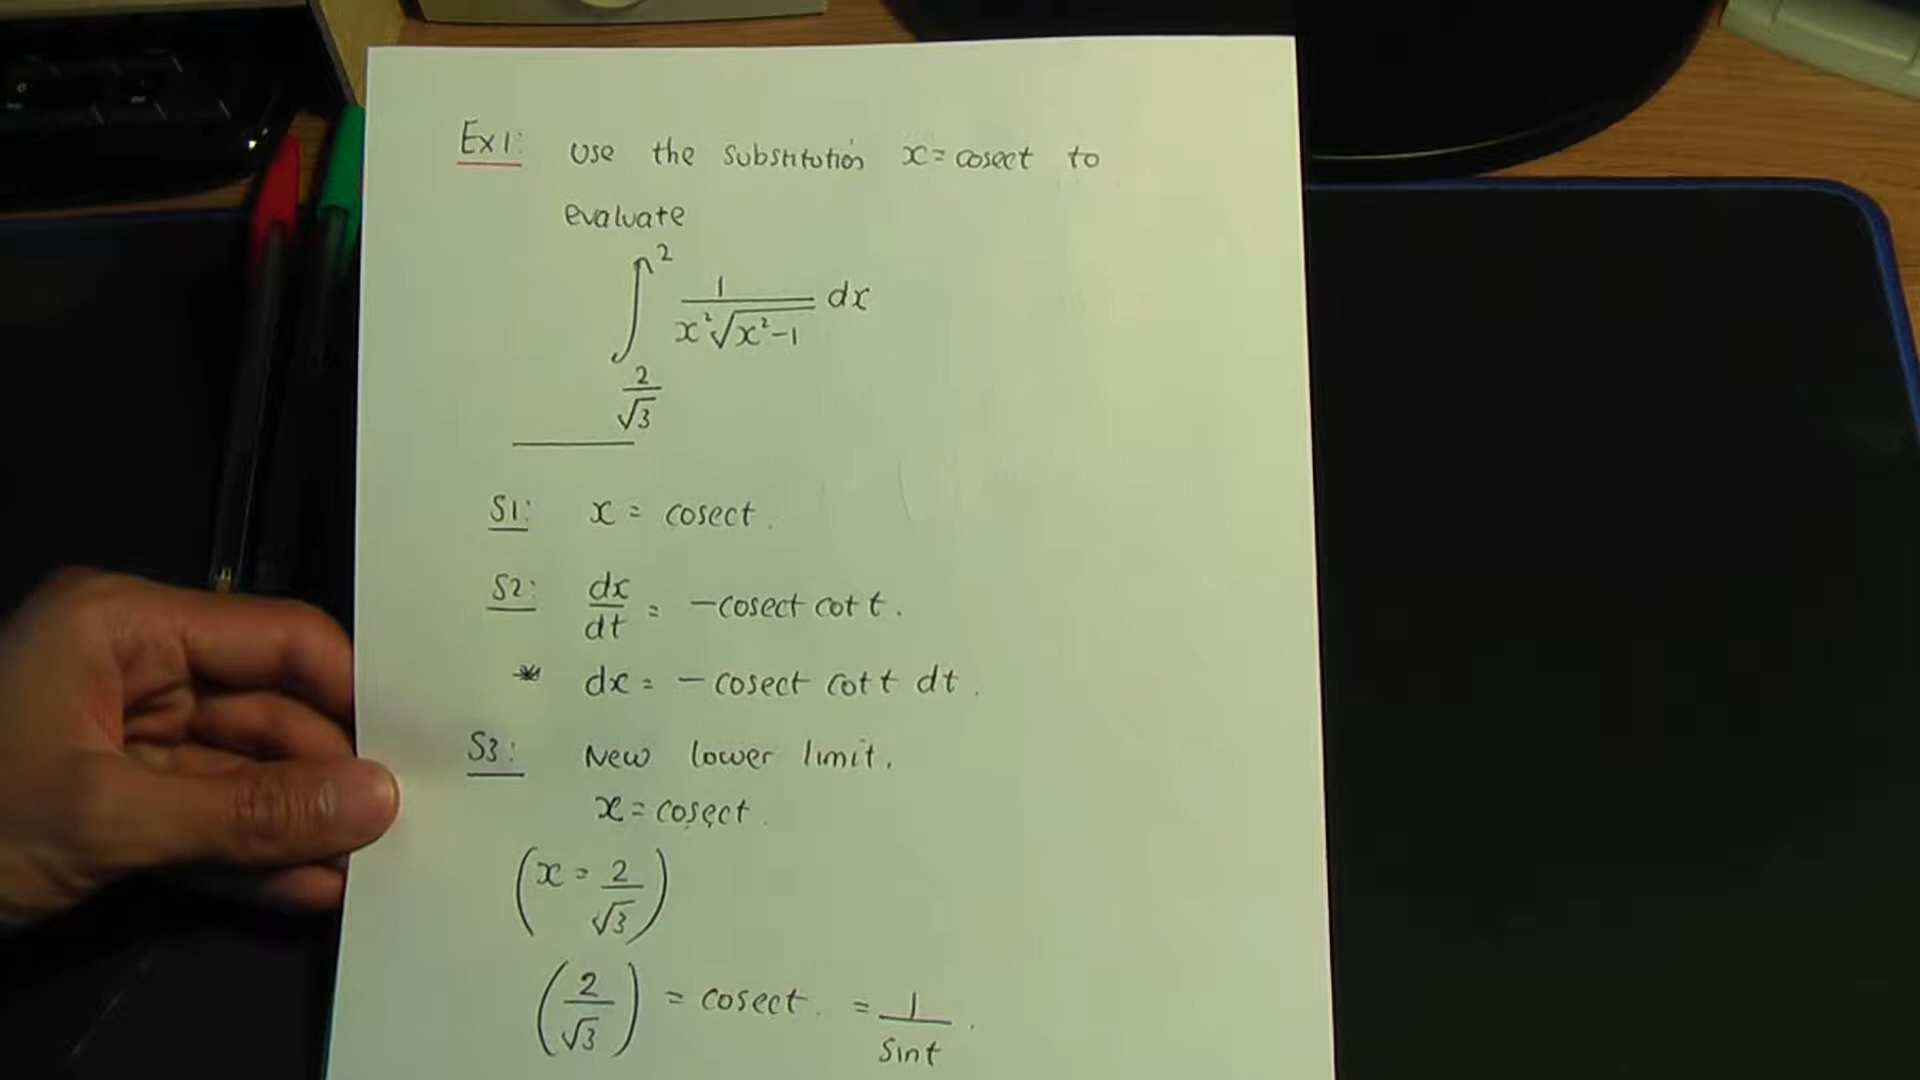 Ex1: Use the substitution x = cosect to
evaluate
∫_{2/√3}^{2} 1/(x²√(x²-1)) dx
S1: x = cosect.
S2: dx/dt = -cosect cot t.
* dx = - cosect cot t dt.
S3: New lower limit.
x = cosect.
(x = 2/√3)
(2/√3) = cosect. = 1/sint.